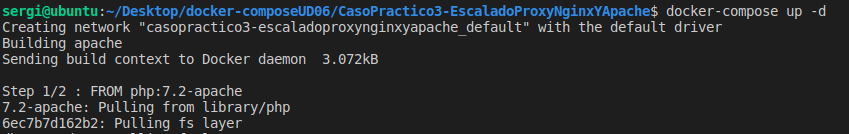 sergi@ubuntu:~/Desktop/docker-composeUD06/CasoPractico3-EscaladoProxyNginxYApache$ docker-compose up -d
Creating network "casopractico3-escaladoproxynginxyapache_default" with the default driver
Building apache
Sending build context to Docker daemon  3.072kB
Step 1/2 : FROM php:7.2-apache
7.2-apache: Pulling from library/php
6ec7b7d162b2: Pulling fs layer